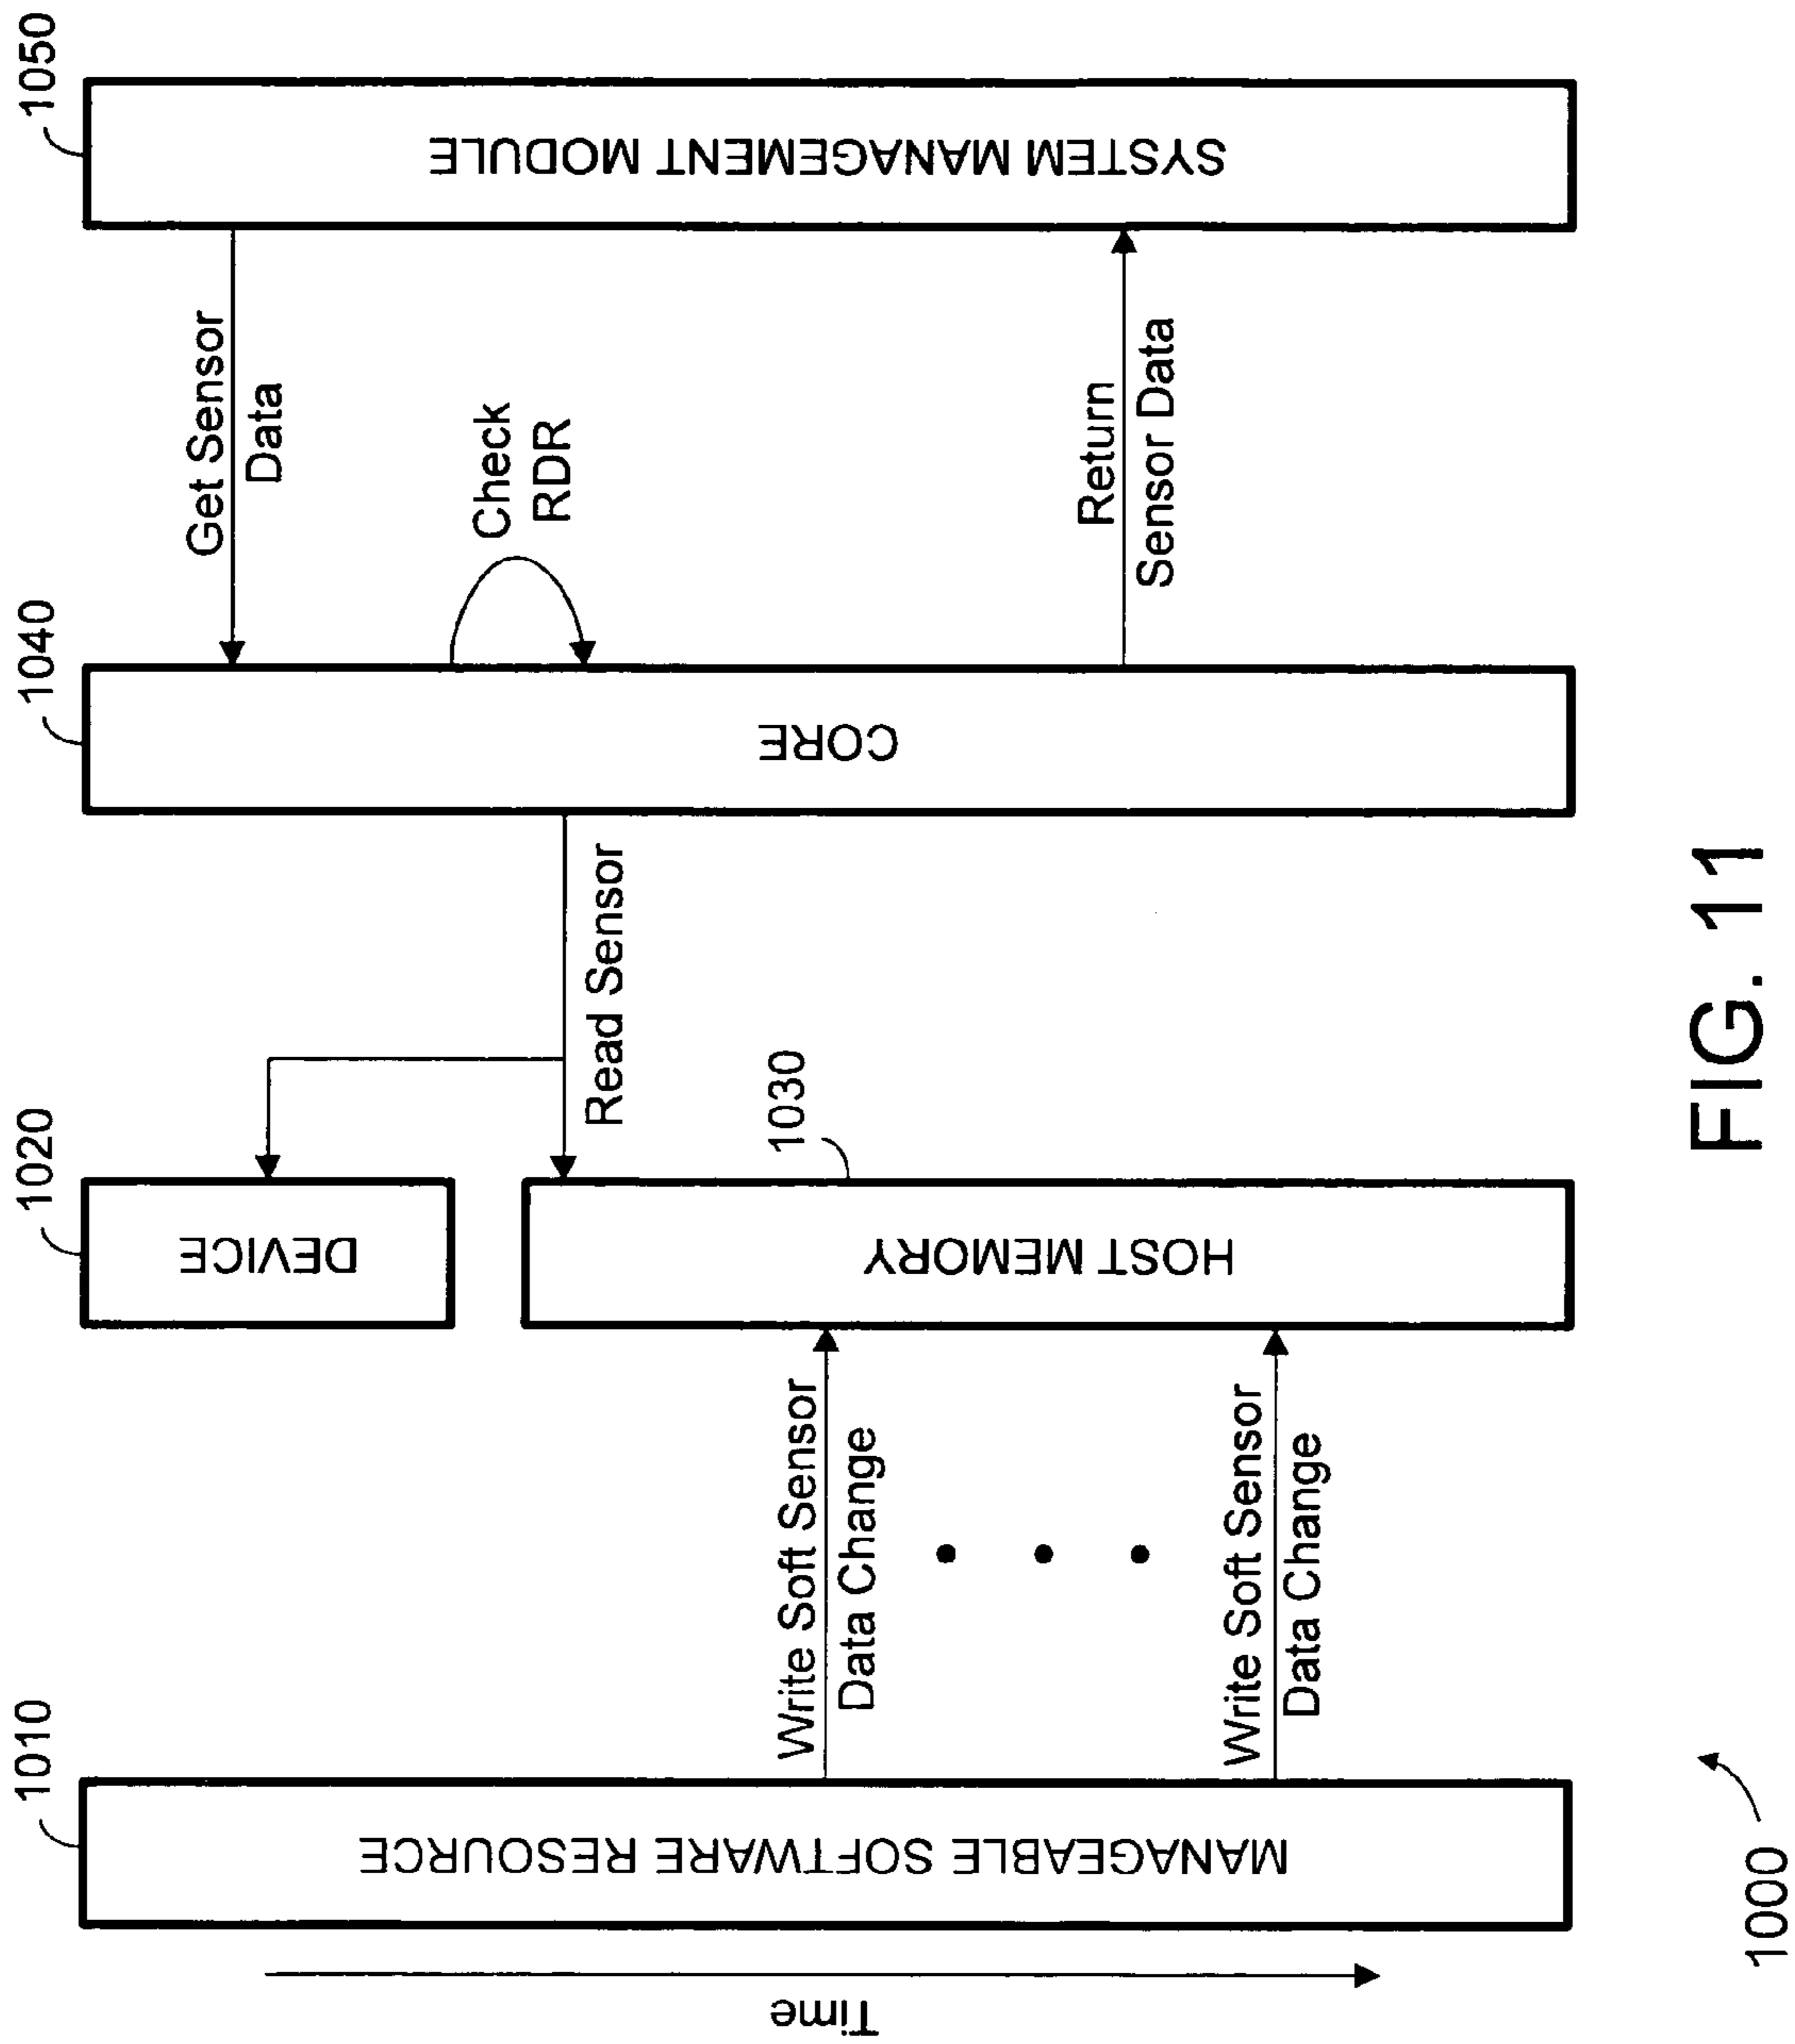 1010
1020
1040
1050
Time
MANAGEABLE SOFTWARE RESOURCE
DEVICE
HOST MEMORY
CORE
SYSTEM MANAGEMENT MODULE
Get Sensor
Data
Check
RDR
Read Sensor
1030
Write Soft Sensor
Data Change
Return
Sensor Data
Write Soft Sensor
Data Change
1000
FIG. 11